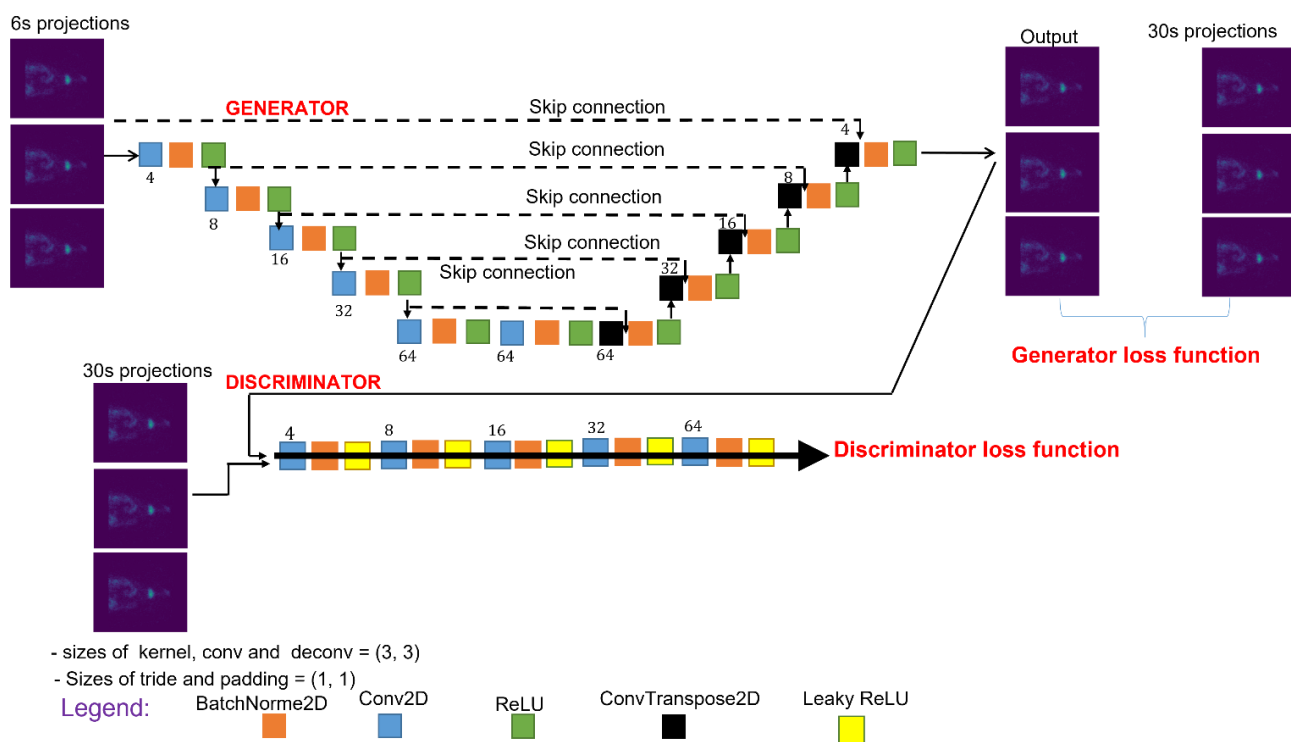 6s projections
Output
30s projections
GENERATOR
Skip connection
4
Skip connection
4
8
Skip connection
8
16
Skip connection
16
32
Skip connection
32
64
64
64
Generator loss function
30s projections
DISCRIMINATOR
4
8
16
32
64
Discriminator loss function
- sizes of kernel, conv and deconv = (3, 3)
- Sizes of tride and padding = (1, 1)
Legend:
BatchNorme2D
Conv2D
ReLU
ConvTranspose2D
Leaky ReLU